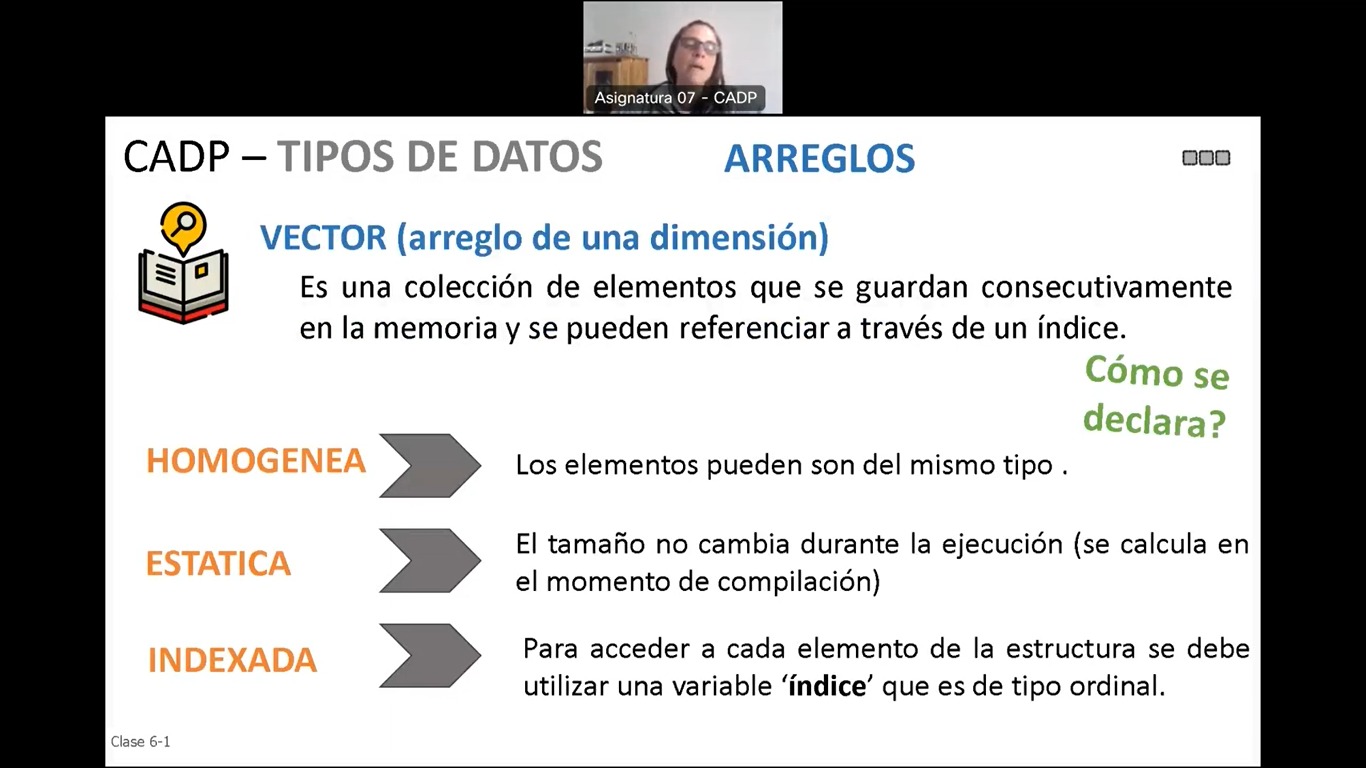 Asignatura 07 - CADP
CADP – TIPOS DE DATOS
ARREGLOS
VECTOR (arreglo de una dimensión)
Es una colección de elementos que se guardan consecutivamente
en la memoria y se pueden referenciar a través de un índice.
Cómo se
declara?
HOMOGENEA
Los elementos pueden son del mismo tipo .
ESTATICA
El tamaño no cambia durante la ejecución (se calcula en
el momento de compilación)
INDEXADA
Para acceder a cada elemento de la estructura se debe
utilizar una variable ‘índice’ que es de tipo ordinal.
Clase 6-1